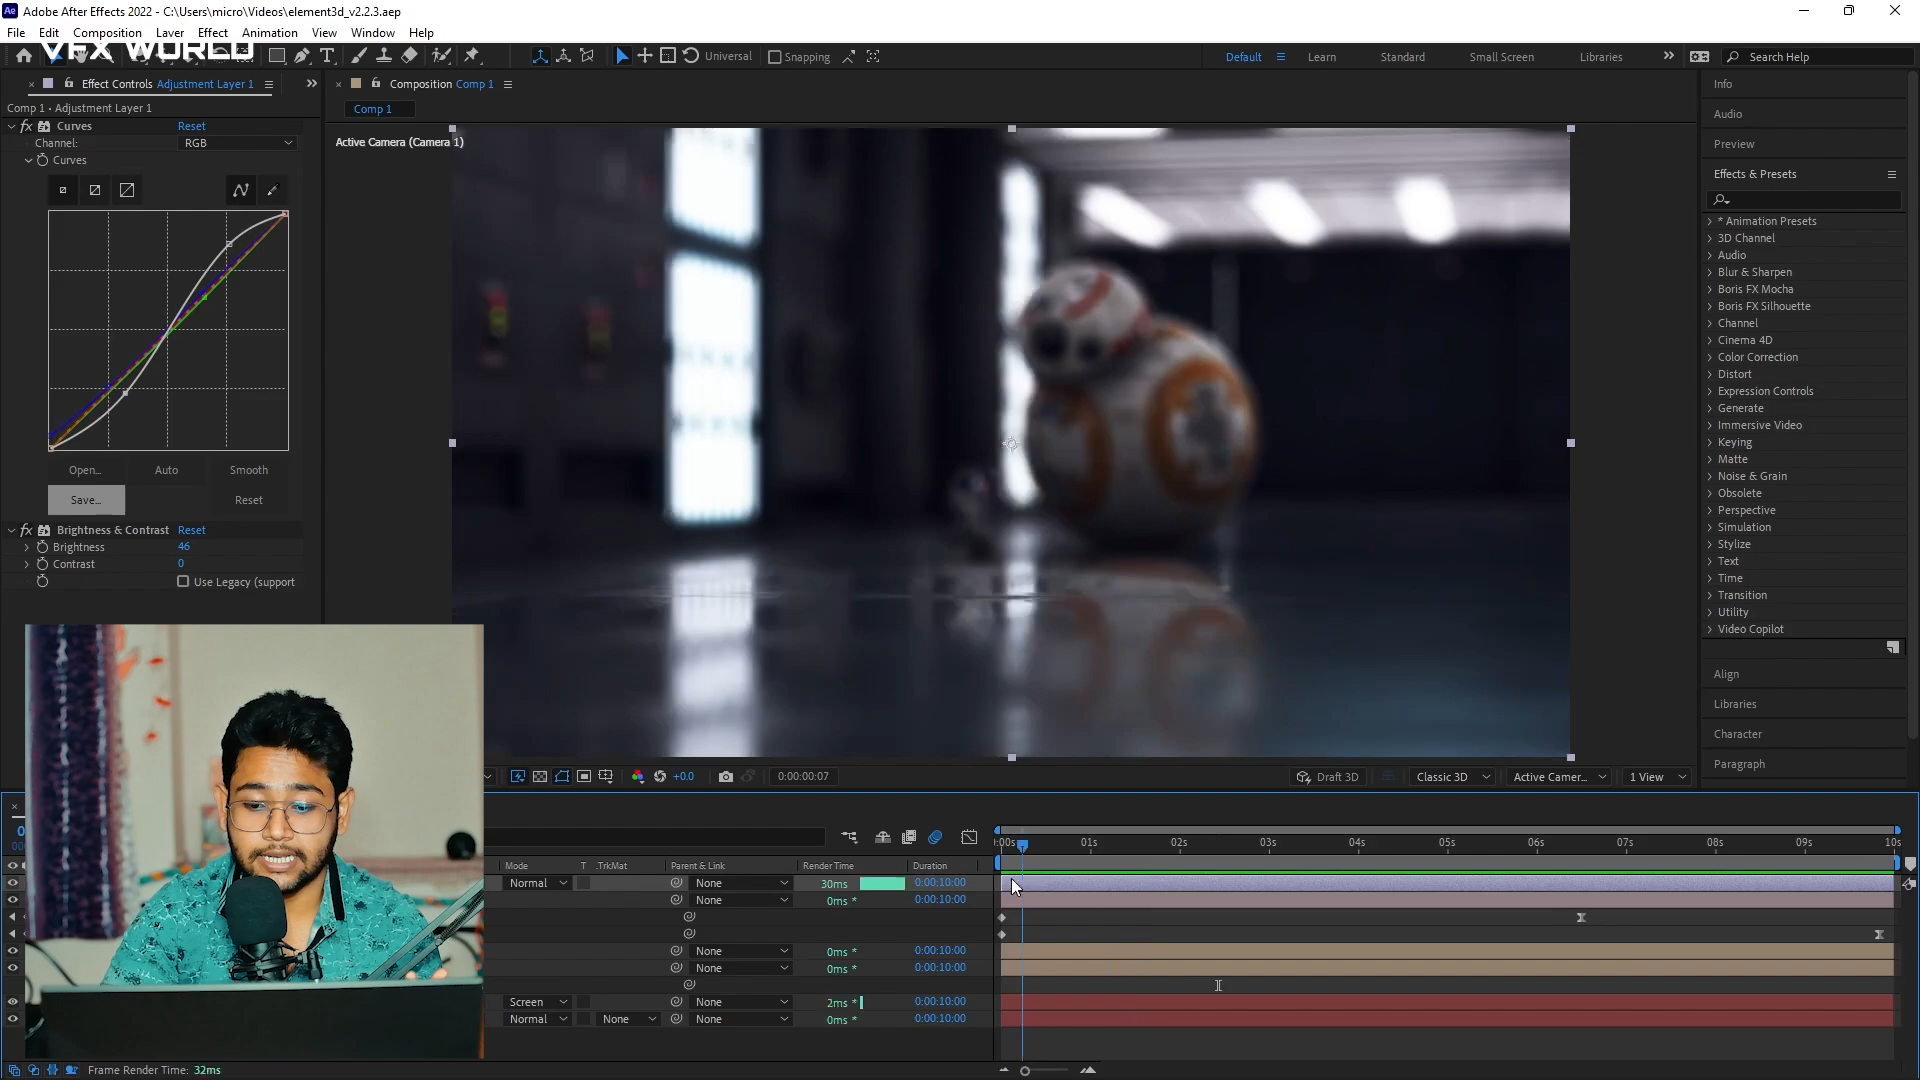 Adobe After Effects 2022 - C:\Users\micro\Videos\element3d_v2.2.3.aep
File Edit Composition Layer Effect Animation View Window Help
VFX WORLD
Universal Snapping Default Learn Standard Small Screen Libraries Search Help
Effect Controls Adjustment Layer 1
Composition Comp 1
Comp 1 • Adjustment Layer 1
Comp 1
Curves Reset
Channel: RGB
Curves
Open... Auto Smooth
Save... Reset
Brightness & Contrast Reset
Brightness 46
Contrast 0
Use Legacy (support
Active Camera (Camera 1)
+0.0 0:00:00:07 Draft 3D Classic 3D Active Camer... 1 View
Info
Audio
Preview
Effects & Presets
* Animation Presets
3D Channel
Audio
Blur & Sharpen
Boris FX Mocha
Boris FX Silhouette
Channel
Cinema 4D
Color Correction
Distort
Expression Controls
Generate
Immersive Video
Keying
Matte
Noise & Grain
Obsolete
Perspective
Simulation
Stylize
Text
Time
Transition
Utility
Video Copilot
Align
Libraries
Character
Paragraph
:00s 01s 02s 03s 04s 05s 06s 07s 08s 09s 10s
Mode T .TrkMat Parent & Link Render Time Duration
Normal None 30ms 0:00:10:00
None 0ms * 0:00:10:00
None 0ms * 0:00:10:00
None 0ms * 0:00:10:00
Screen None 2ms * 0:00:10:00
Normal None None 0ms * 0:00:10:00
Frame Render Time: 32ms